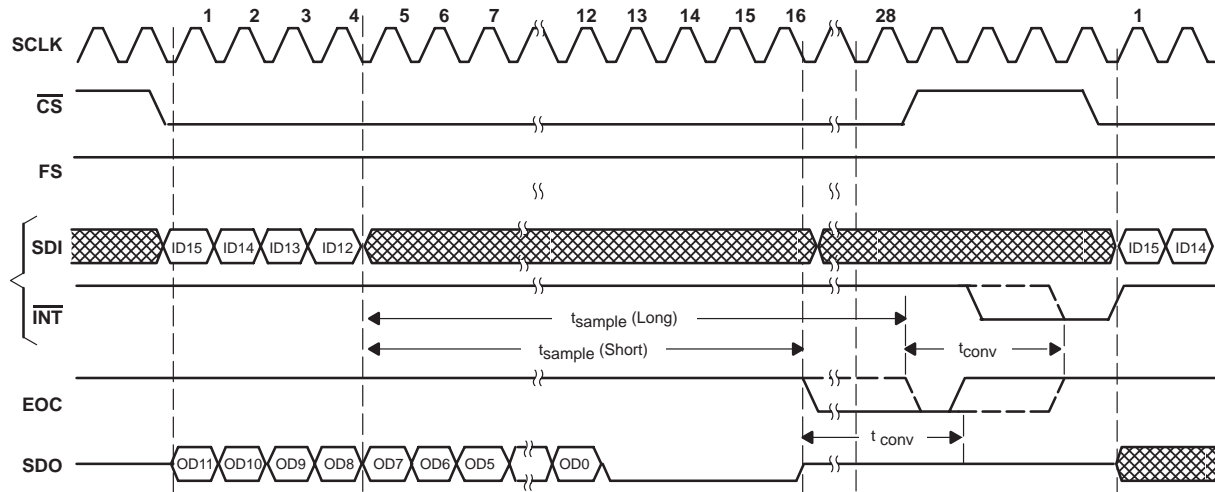 1 2 3 4 5 6 7 12 13 14 15 16 28 1
SCLK
CS
FS
SDI ID15 ID14 ID13 ID12 ID15 ID14
INT
tsample (Long)
tsample (Short) tconv
EOC
t conv
SDO OD11 OD10 OD9 OD8 OD7 OD6 OD5 OD0